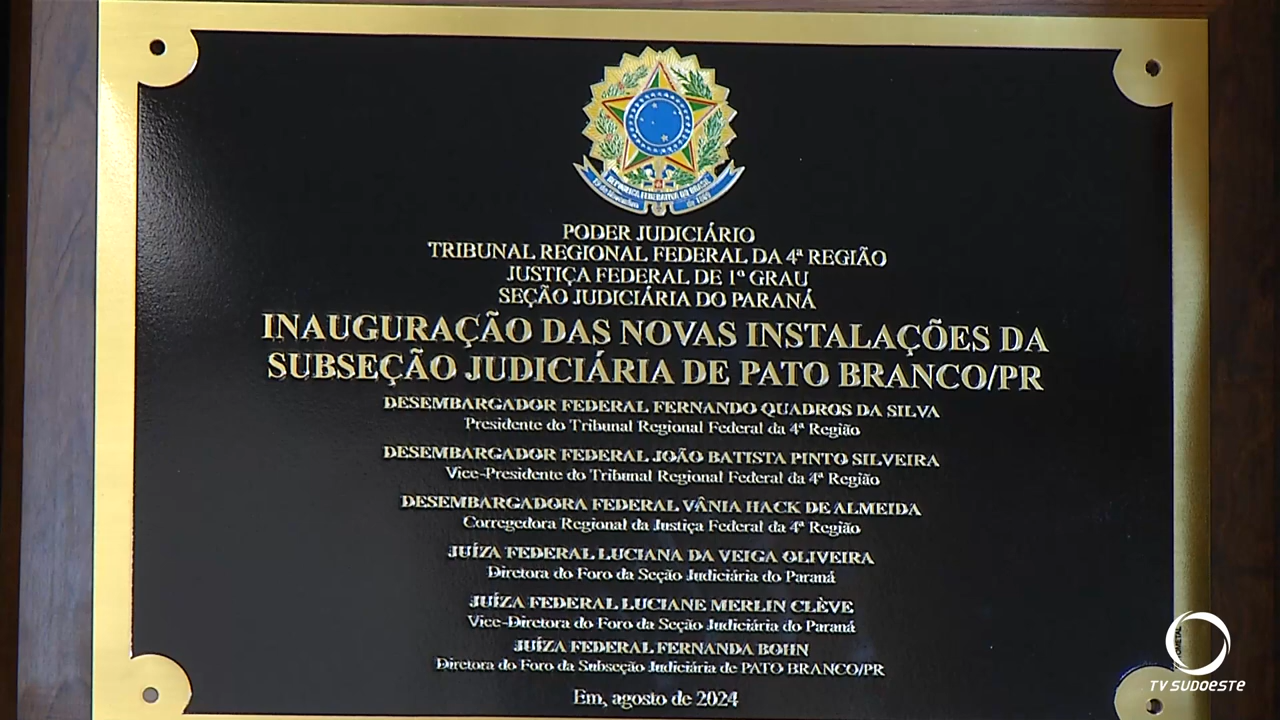 REPÚBLICA FEDERATIVA DO BRASIL
PODER JUDICIÁRIO
TRIBUNAL REGIONAL FEDERAL DA 4ª REGIÃO
JUSTIÇA FEDERAL DE 1º GRAU
SEÇÃO JUDICIÁRIA DO PARANÁ
INAUGURAÇÃO DAS NOVAS INSTALAÇÕES DA
SUBSEÇÃO JUDICIÁRIA DE PATO BRANCO/PR
DESEMBARGADOR FEDERAL FERNANDO QUADROS DA SILVA
Presidente do Tribunal Regional Federal da 4ª Região
DESEMBARGADOR FEDERAL JOÃO BATISTA PINTO SILVEIRA
Vice-Presidente do Tribunal Regional Federal da 4ª Região
DESEMBARGADORA FEDERAL VÂNIA HACK DE ALMEIDA
Corregedora Regional da Justiça Federal da 4ª Região
JUÍZA FEDERAL LUCIANA DA VEIGA OLIVEIRA
Diretora do Foro da Seção Judiciária do Paraná
JUÍZA FEDERAL LUCIANE MERLIN CLÈVE
Vice-Diretora do Foro da Seção Judiciária do Paraná
JUÍZA FEDERAL FERNANDA BOHN
Diretora do Foro da Subseção Judiciária de PATO BRANCO/PR
Em, agosto de 2024
TV SUDOESTE